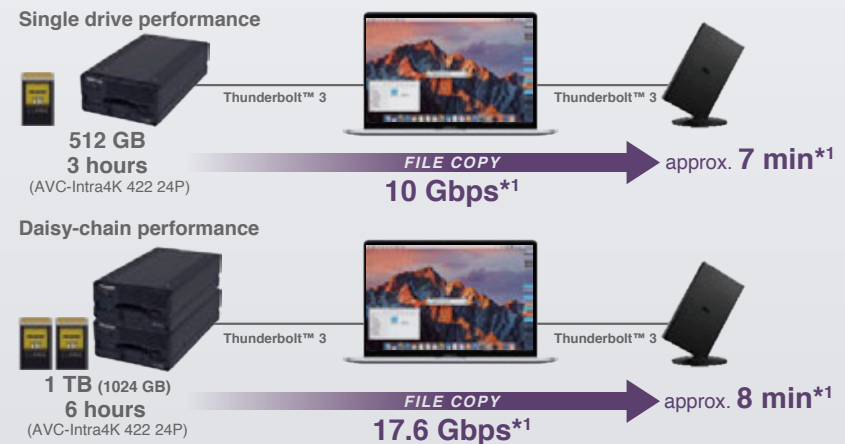 Single drive performance
Thunderbolt™ 3
Thunderbolt™ 3
512 GB
3 hours
(AVC-Intra4K 422 24P)
FILE COPY
10 Gbps*1
approx. 7 min*1
Daisy-chain performance
Thunderbolt™ 3
Thunderbolt™ 3
1 TB (1024 GB)
6 hours
(AVC-Intra4K 422 24P)
FILE COPY
17.6 Gbps*1
approx. 8 min*1